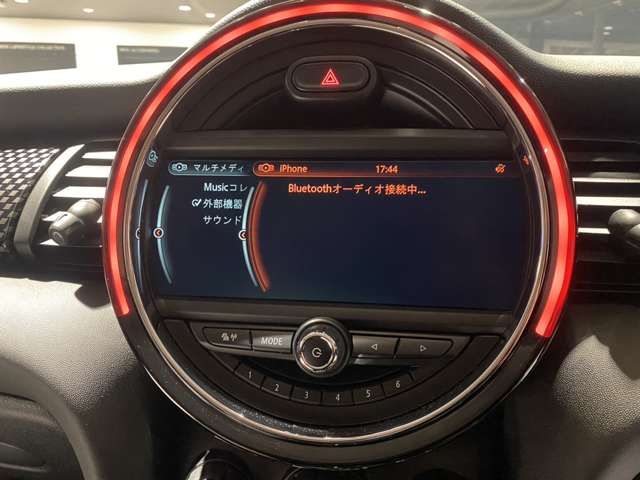 マルチメディ
iPhone
17:44
Musicコレ
Bluetoothオーディオ接続中...
外部機器
サウンド
MODE
1 2 3 4 5 6